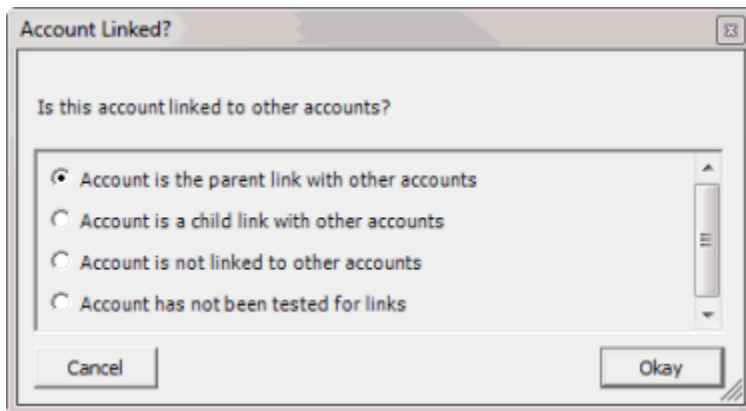 Account Linked?
Is this account linked to other accounts?
Account is the parent link with other accounts
Account is a child link with other accounts
Account is not linked to other accounts
Account has not been tested for links
Cancel
Okay